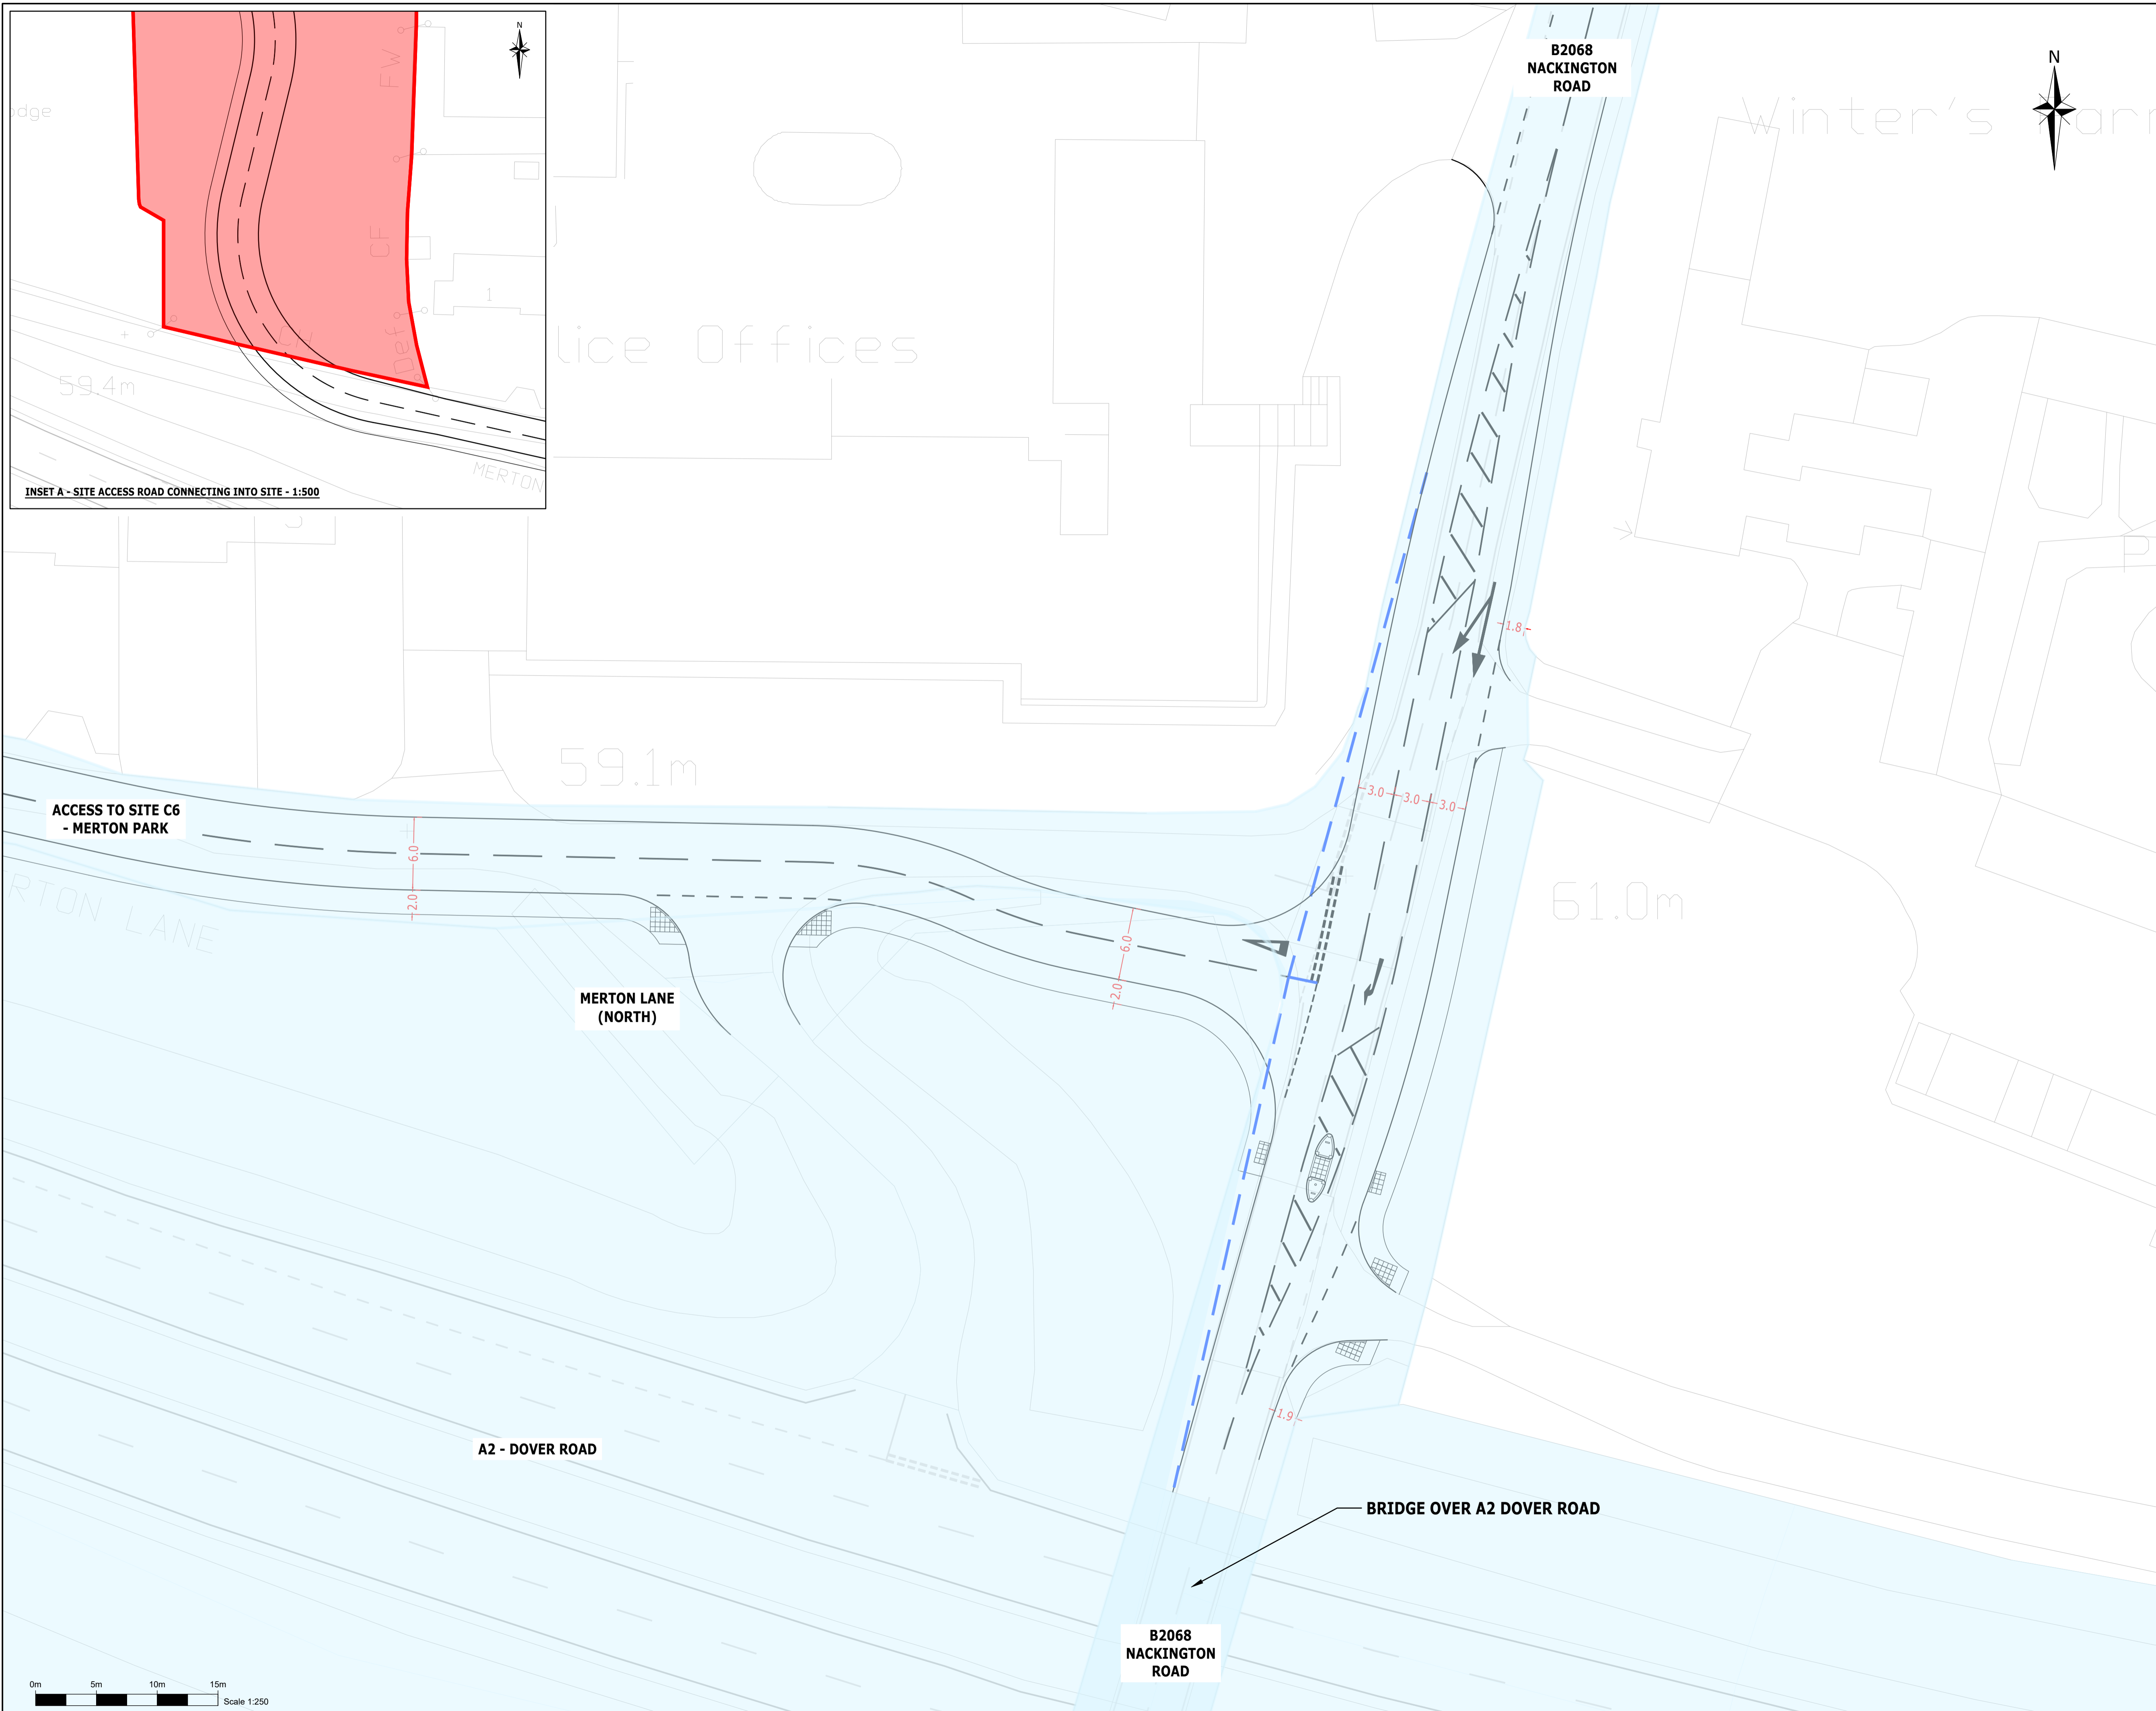 N
FW
CF
Def
CH
1
59.4m
MERTON
INSET A - SITE ACCESS ROAD CONNECTING INTO SITE - 1:500
B2068
NACKINGTON
ROAD
N
Winter's
lice Offices
1.8
59.1m
3.0 3.0 3.0
ACCESS TO SITE C6
- MERTON PARK
6.0
2.0
61.0m
6.0
2.0
MERTON LANE
(NORTH)
1.9
A2 - DOVER ROAD
BRIDGE OVER A2 DOVER ROAD
B2068
NACKINGTON
ROAD
0m 5m 10m 15m
Scale 1:250